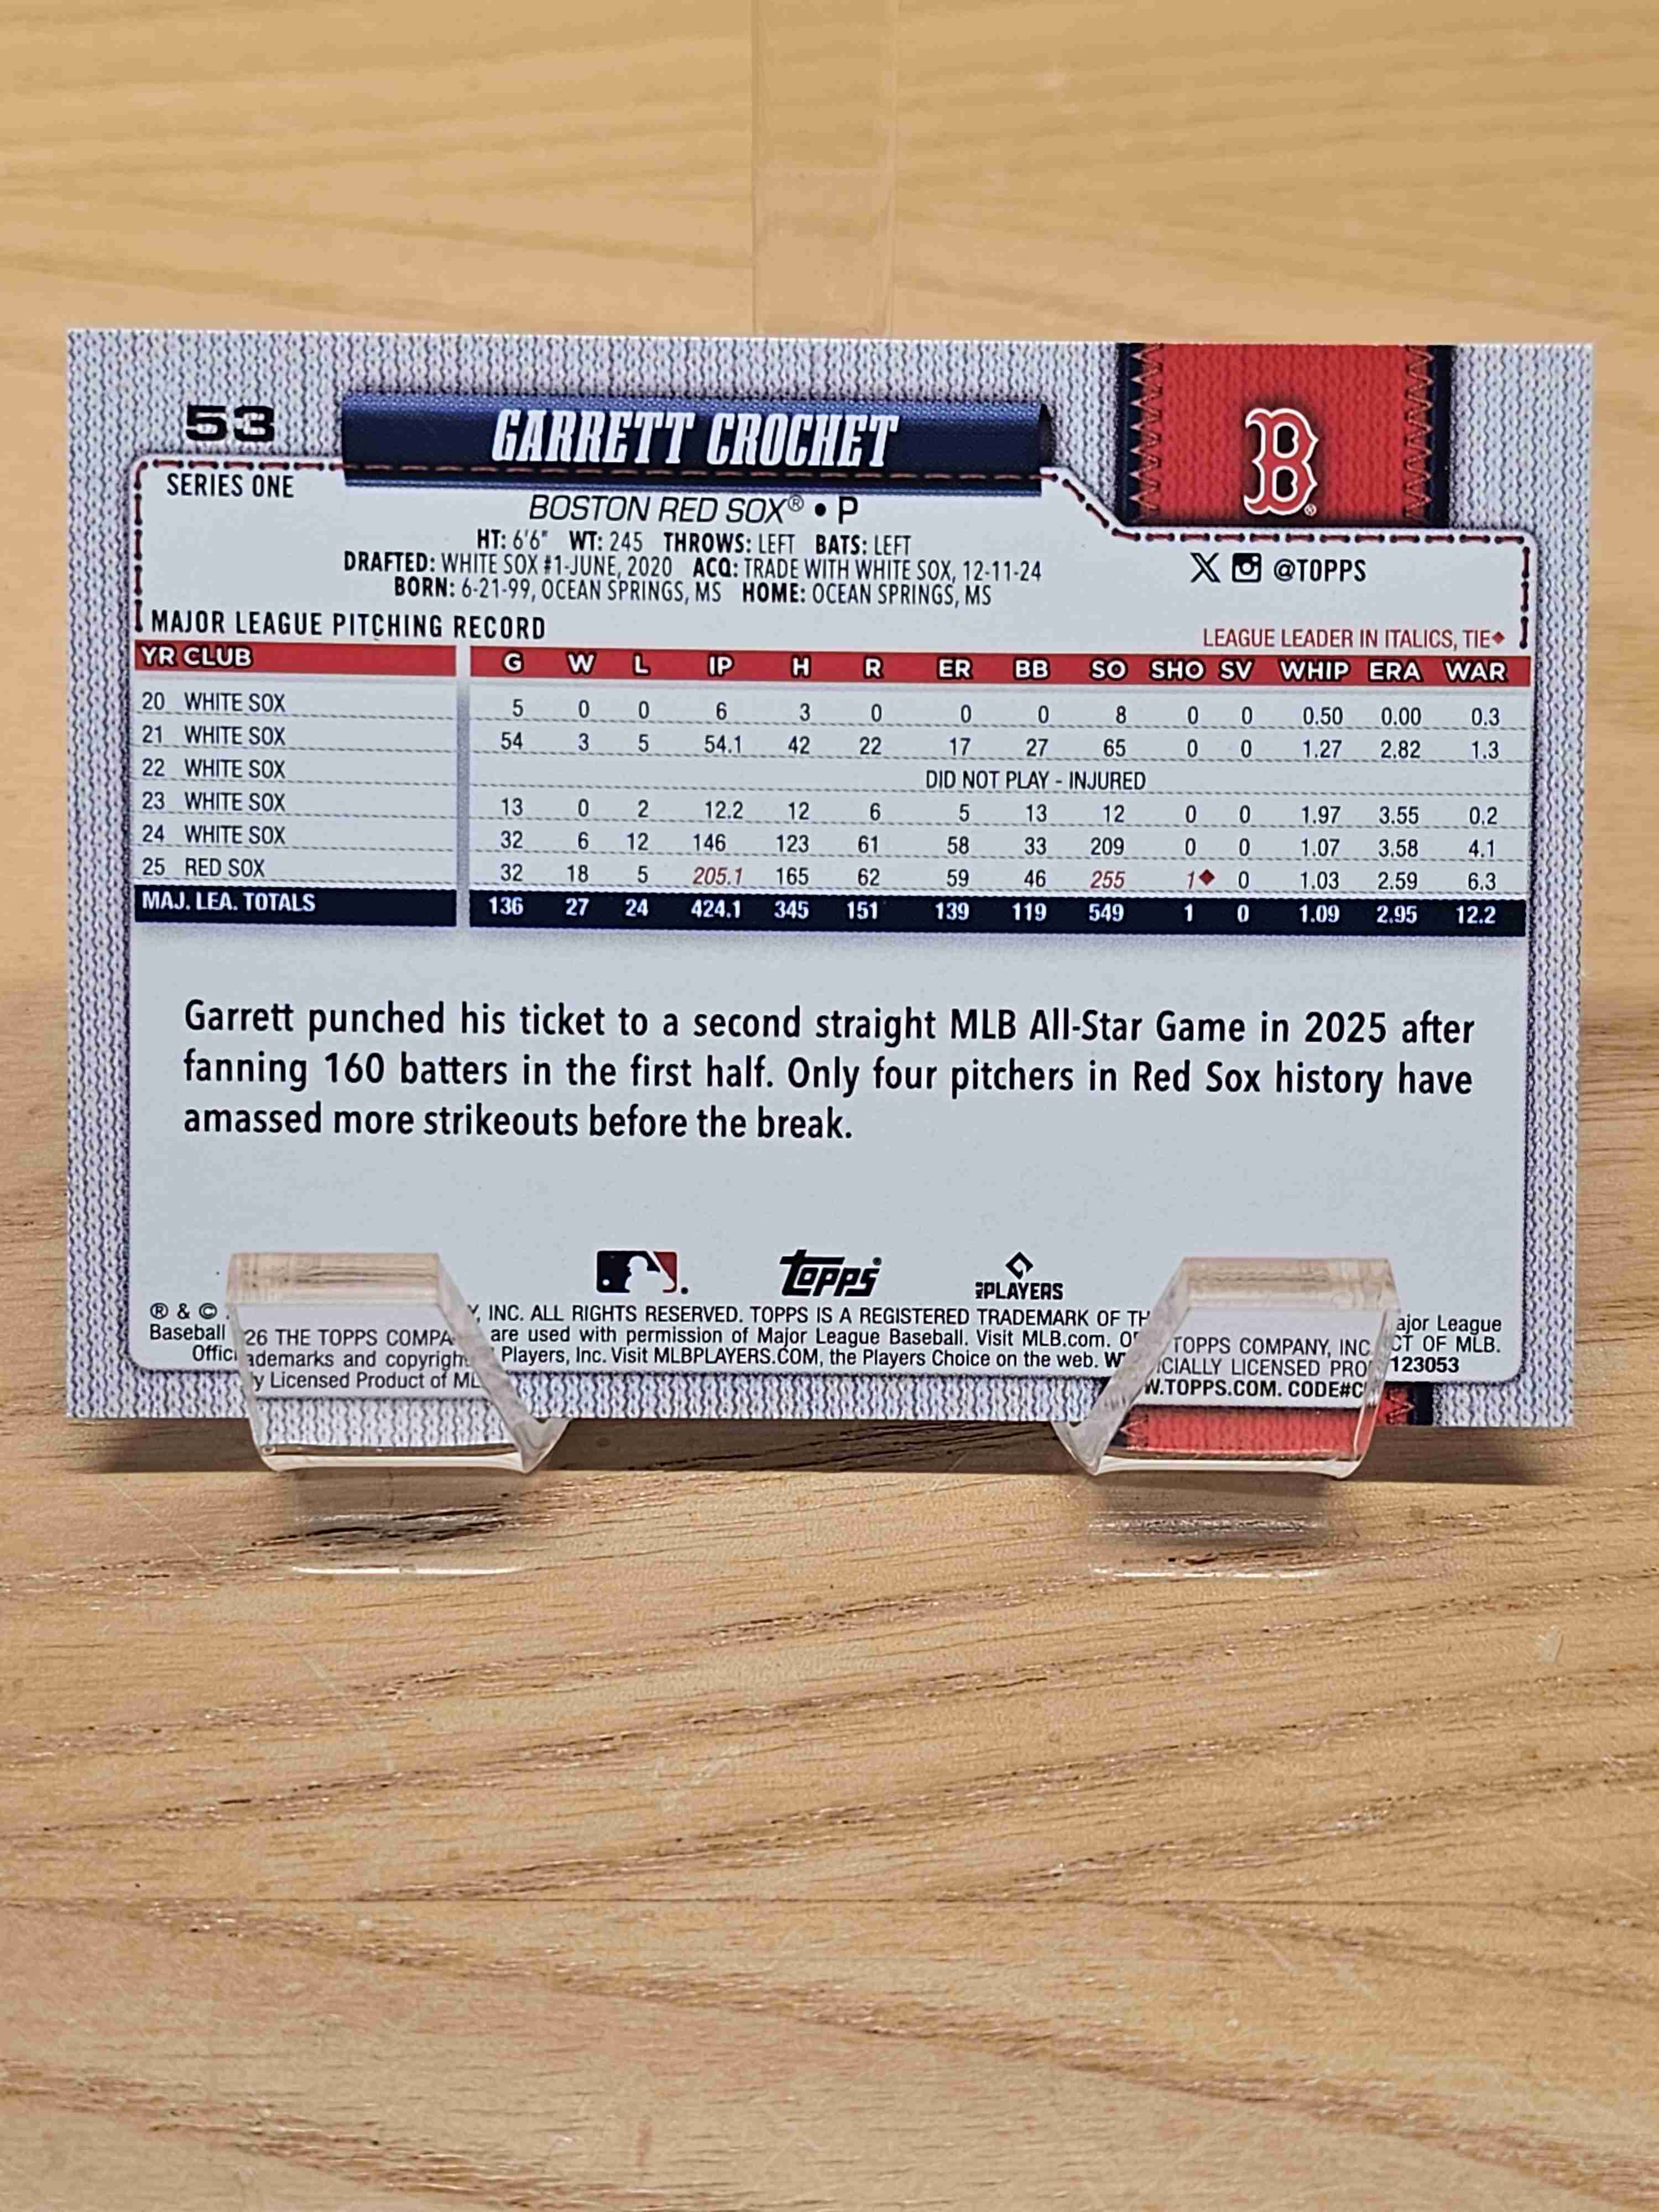 53
GARRETT CROCHET
B
SERIES ONE
BOSTON RED SOX® • P
HT: 6'6" WT: 245 THROWS: LEFT BATS: LEFT
DRAFTED: WHITE SOX #1-JUNE, 2020 ACQ: TRADE WITH WHITE SOX, 12-11-24
BORN: 6-21-99, OCEAN SPRINGS, MS HOME: OCEAN SPRINGS, MS
X @TOPPS
MAJOR LEAGUE PITCHING RECORD
LEAGUE LEADER IN ITALICS, TIE♦
YR CLUB G W L IP H R ER BB SO SHO SV WHIP ERA WAR
20 WHITE SOX 5 0 0 6 3 0 0 0 8 0 0 0.50 0.00 0.3
21 WHITE SOX 54 3 5 54.1 42 22 17 27 65 0 0 1.27 2.82 1.3
22 WHITE SOX DID NOT PLAY - INJURED
23 WHITE SOX 13 0 2 12.2 12 6 5 13 12 0 0 1.97 3.55 0.2
24 WHITE SOX 32 6 12 146 123 61 58 33 209 0 0 1.07 3.58 4.1
25 RED SOX 32 18 5 205.1 165 62 59 46 255 1♦ 0 1.03 2.59 6.3
MAJ. LEA. TOTALS 136 27 24 424.1 345 151 139 119 549 1 0 1.09 2.95 12.2
Garrett punched his ticket to a second straight MLB All-Star Game in 2025 after
fanning 160 batters in the first half. Only four pitchers in Red Sox history have
amassed more strikeouts before the break.
TOPPS® MLBPLAYERS
® & © 26 THE TOPPS COMPA Y, INC. ALL RIGHTS RESERVED. TOPPS IS A REGISTERED TRADEMARK OF TH TOPPS COMPANY, INC. ajor League
Baseball ademarks and copyrigh are used with permission of Major League Baseball. Visit MLB.com. O CIALLY LICENSED PRO CT OF MLB.
Offici y Licensed Product of ML Players, Inc. Visit MLBPLAYERS.COM, the Players Choice on the web. W W.TOPPS.COM. CODE#C 123053